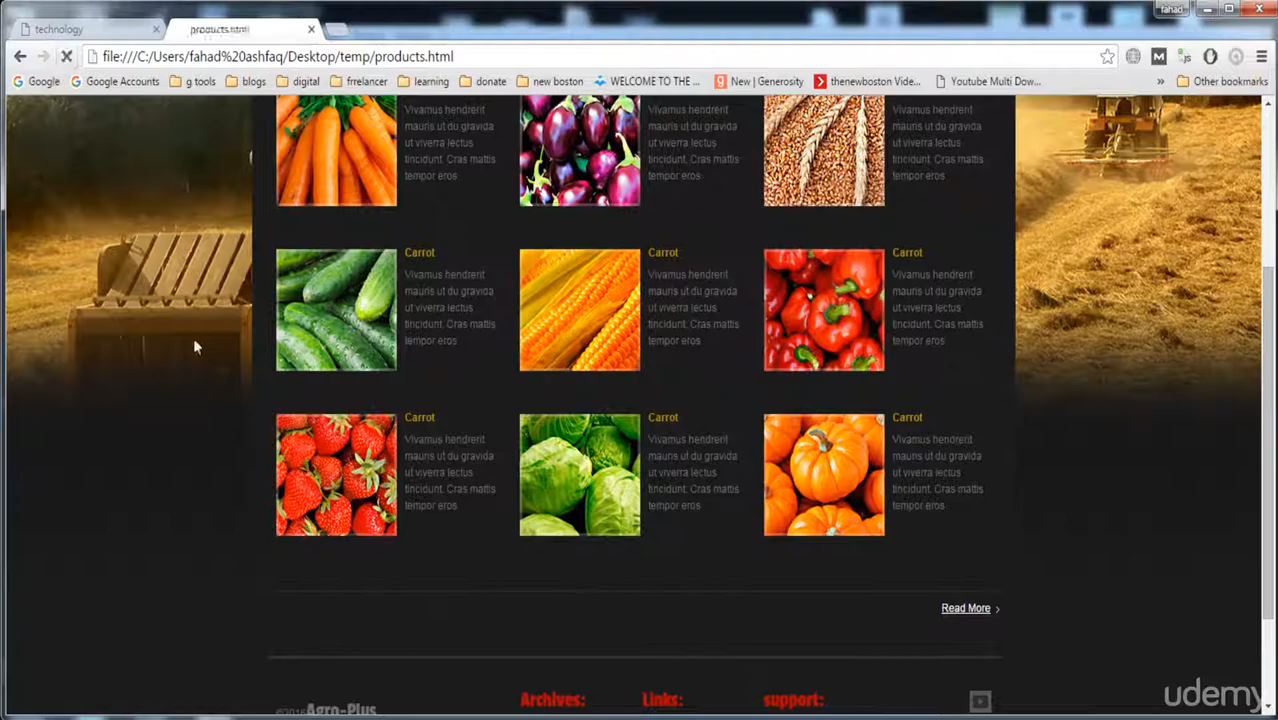 fahad
technology
products.html
file:///C:/Users/fahad%20ashfaq/Desktop/temp/products.html
Google
Google Accounts
g tools
blogs
digital
frrelancer
learning
donate
new boston
WELCOME TO THE ...
New | Generosity
thenewboston Vide...
Youtube Multi Dow...
»
Other bookmarks
Vivamus hendrerit
mauris ut du gravida
ut viverra lectus
tincidunt. Cras mattis
tempor eros
Vivamus hendrerit
mauris ut du gravida
ut viverra lectus
tincidunt. Cras mattis
tempor eros
Vivamus hendrerit
mauris ut du gravida
ut viverra lectus
tincidunt. Cras mattis
tempor eros
Carrot
Vivamus hendrerit
mauris ut du gravida
ut viverra lectus
tincidunt. Cras mattis
tempor eros
Carrot
Vivamus hendrerit
mauris ut du gravida
ut viverra lectus
tincidunt. Cras mattis
tempor eros
Carrot
Vivamus hendrerit
mauris ut du gravida
ut viverra lectus
tincidunt. Cras mattis
tempor eros
Carrot
Vivamus hendrerit
mauris ut du gravida
ut viverra lectus
tincidunt. Cras mattis
tempor eros
Carrot
Vivamus hendrerit
mauris ut du gravida
ut viverra lectus
tincidunt. Cras mattis
tempor eros
Carrot
Vivamus hendrerit
mauris ut du gravida
ut viverra lectus
tincidunt. Cras mattis
tempor eros
Read More ›
©2016 Agro-Plus
Archives:
Links:
support:
udemy